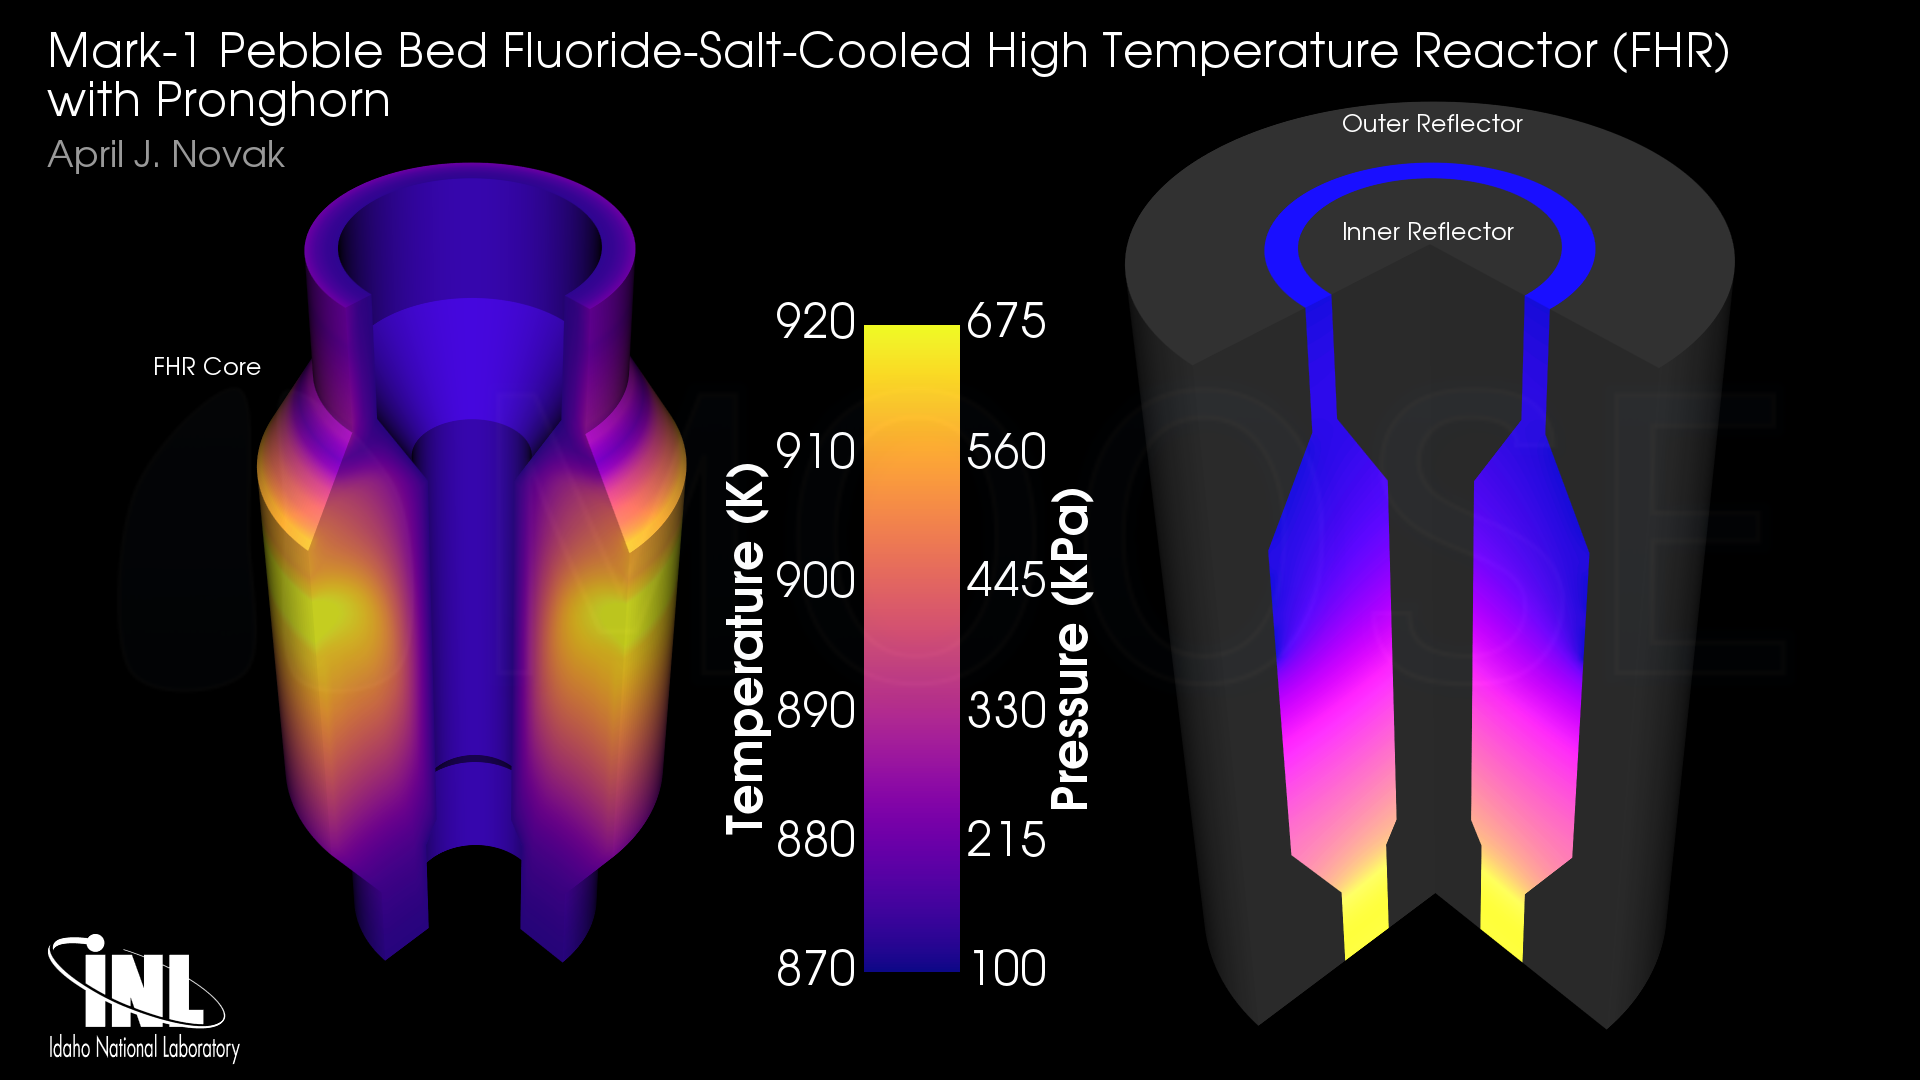 Mark-1 Pebble Bed Fluoride-Salt-Cooled High Temperature Reactor (FHR)
with Pronghorn
April J. Novak
Outer Reflector
Inner Reflector
FHR Core
920 675
910 560
900 445
890 330
880 215
870 100
Temperature (K)
Pressure (kPa)
MOOSE
INL
Idaho National Laboratory